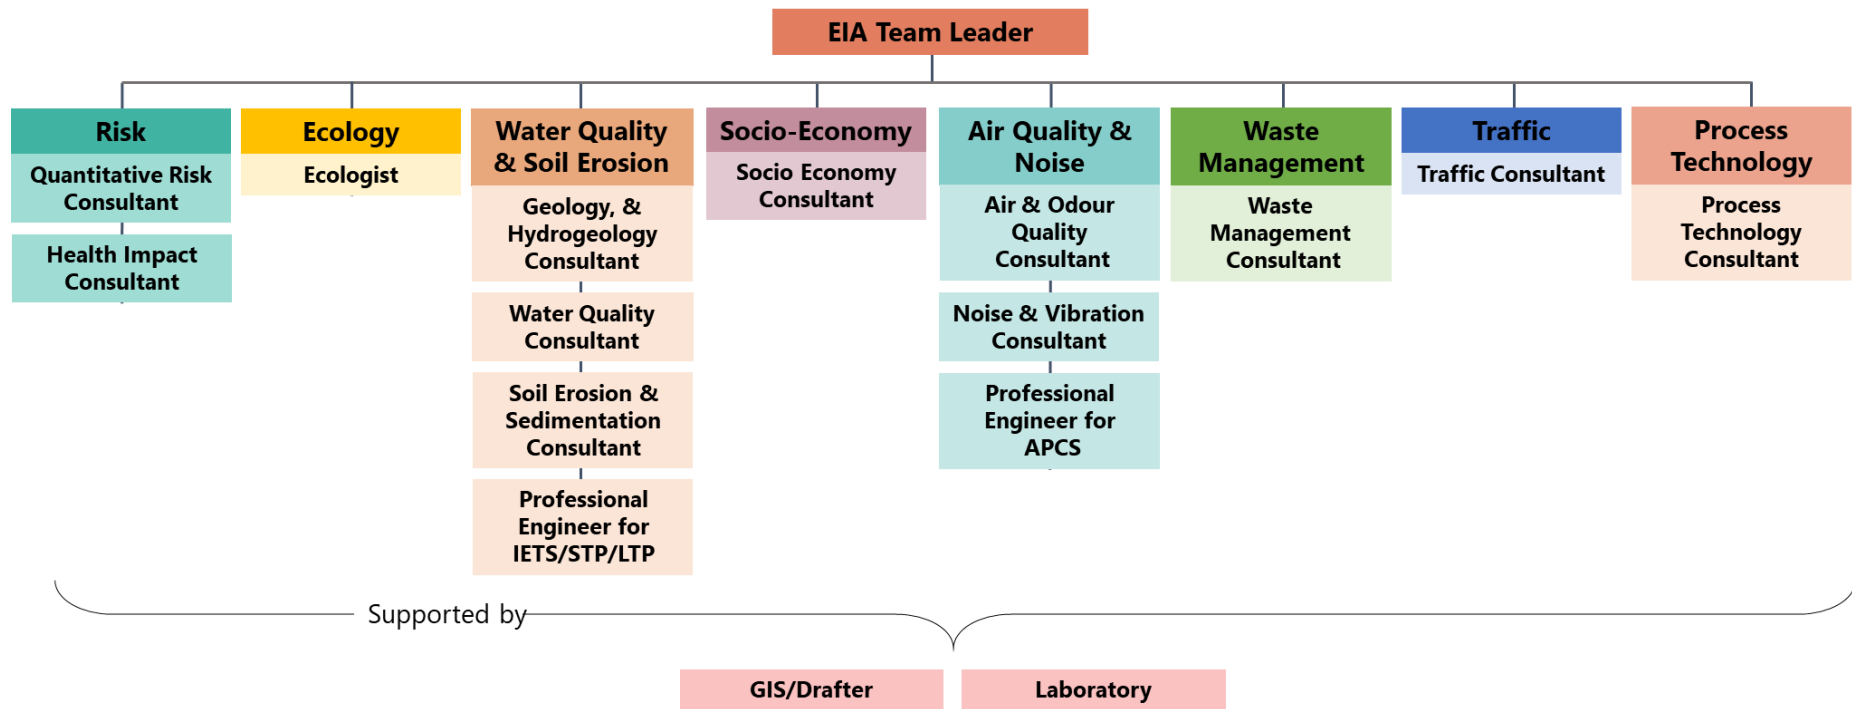 EIA Team Leader
Risk
Quantitative Risk
Consultant
Health Impact
Consultant
Ecology
Ecologist
Water Quality
& Soil Erosion
Geology, &
Hydrogeology
Consultant
Water Quality
Consultant
Soil Erosion &
Sedimentation
Consultant
Professional
Engineer for
IETS/STP/LTP
Socio-Economy
Socio Economy
Consultant
Air Quality &
Noise
Air & Odour
Quality
Consultant
Noise & Vibration
Consultant
Professional
Engineer for
APCS
Waste
Management
Waste
Management
Consultant
Traffic
Traffic Consultant
Process
Technology
Process
Technology
Consultant
Supported by
GIS/Drafter
Laboratory